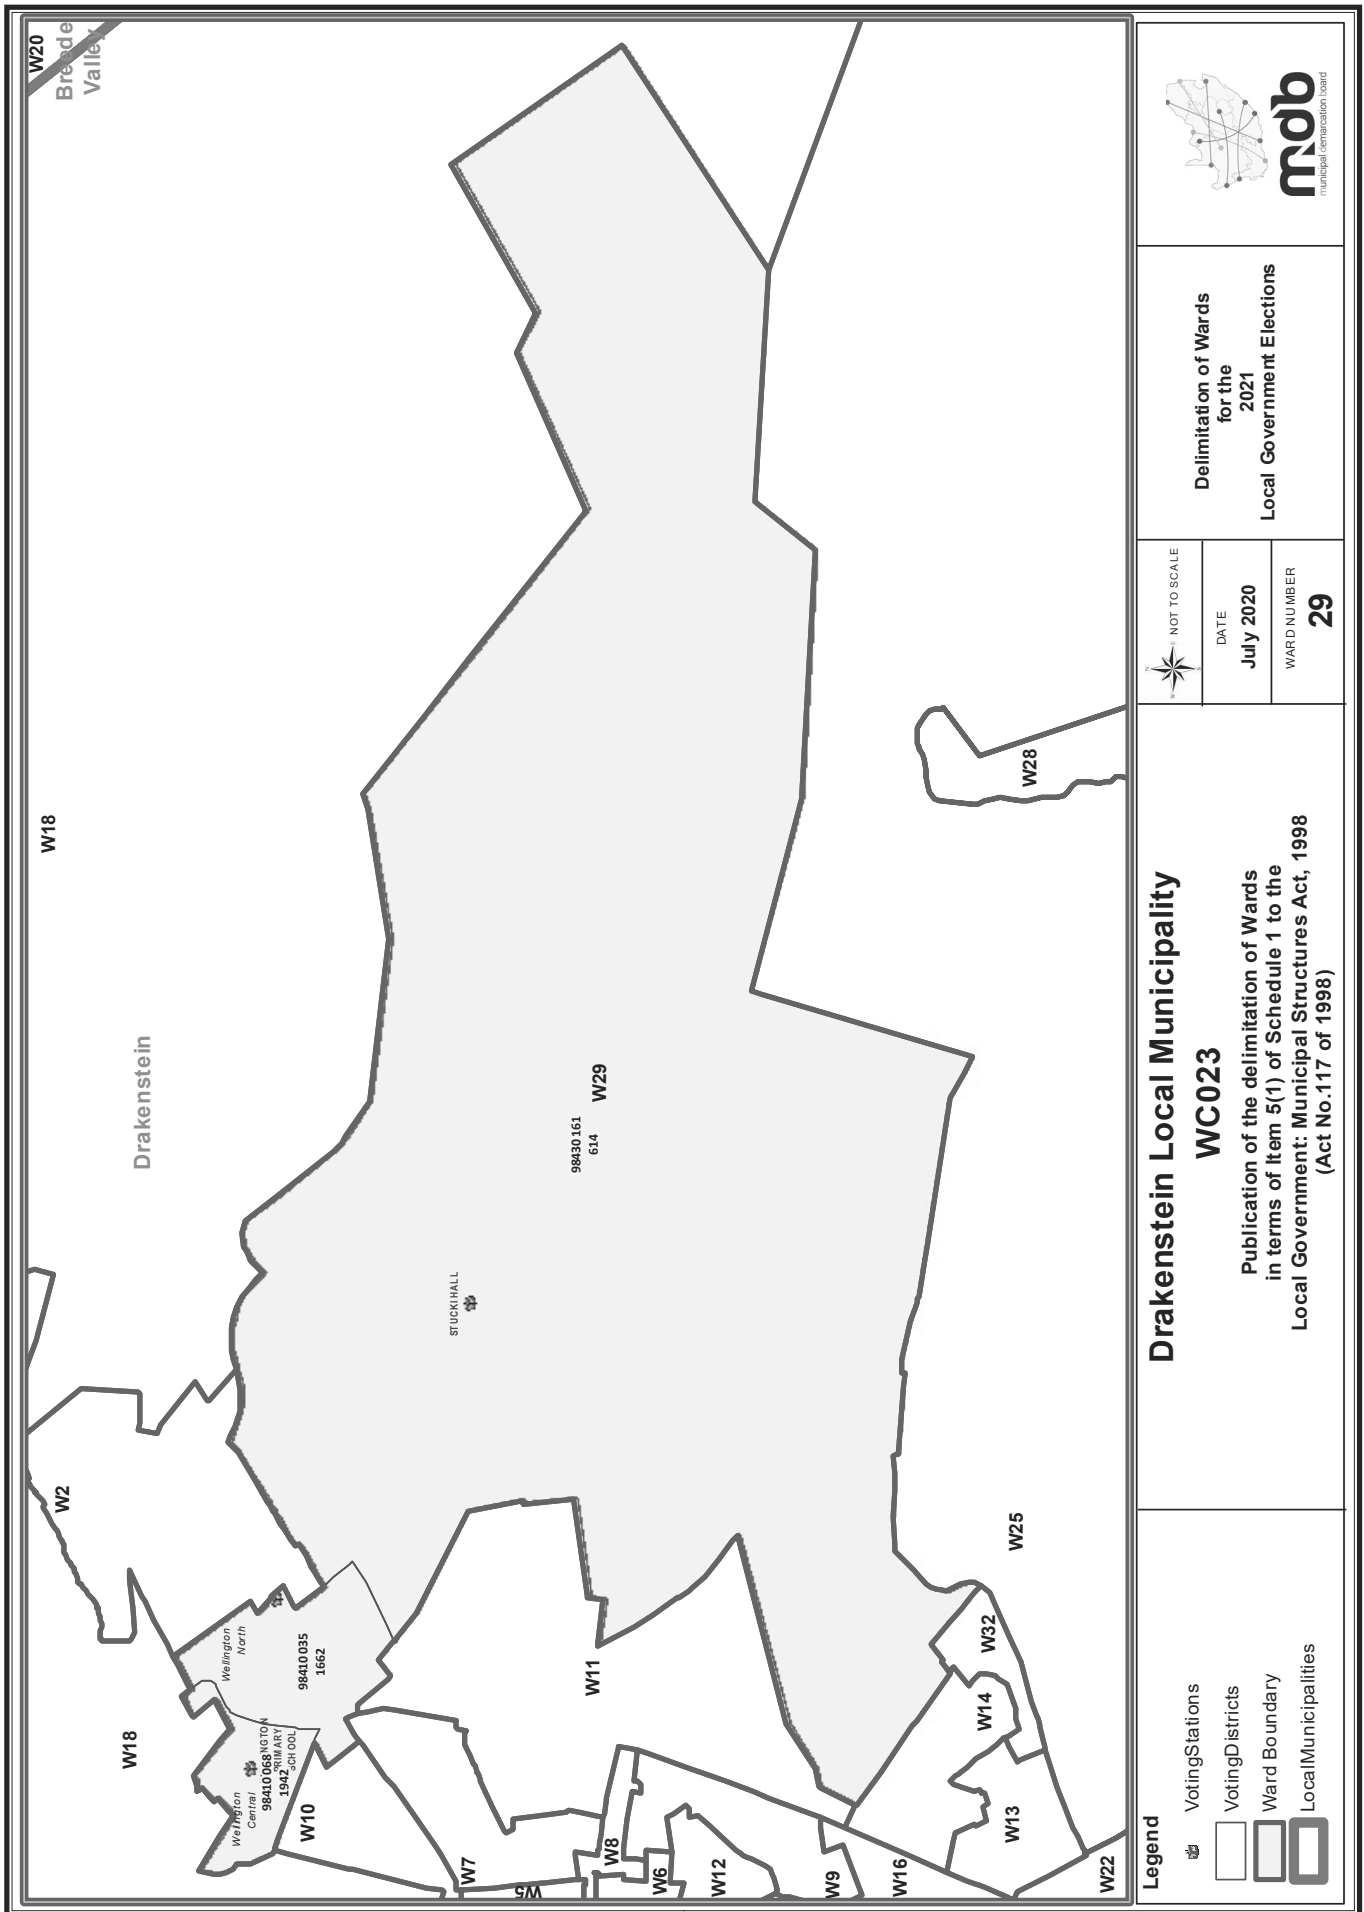 W20
Breede
Valley
W18
Drakenstein
W2
W18
W29
98430161
614
STUCKI HALL
Wellington
North
98410035
1662
Wellington
Central
98410068
1942
PRIMARY
SCHOOL
W10
W11
W7
W5
W8
W6
W12
W9
W16
W13
W14
W32
W25
W22
W28
Legend
VotingStations
VotingDistricts
Ward Boundary
LocalMunicipalities
Drakenstein Local Municipality
WC023
Publication of the delimitation of Wards
in terms of Item 5(1) of Schedule 1 to the
Local Government: Municipal Structures Act, 1998
(Act No.117 of 1998)
N
E
S
W
NOT TO SCALE
DATE
July 2020
WARD NUMBER
29
Delimitation of Wards
for the
2021
Local Government Elections
mdb
municipal demarcation board